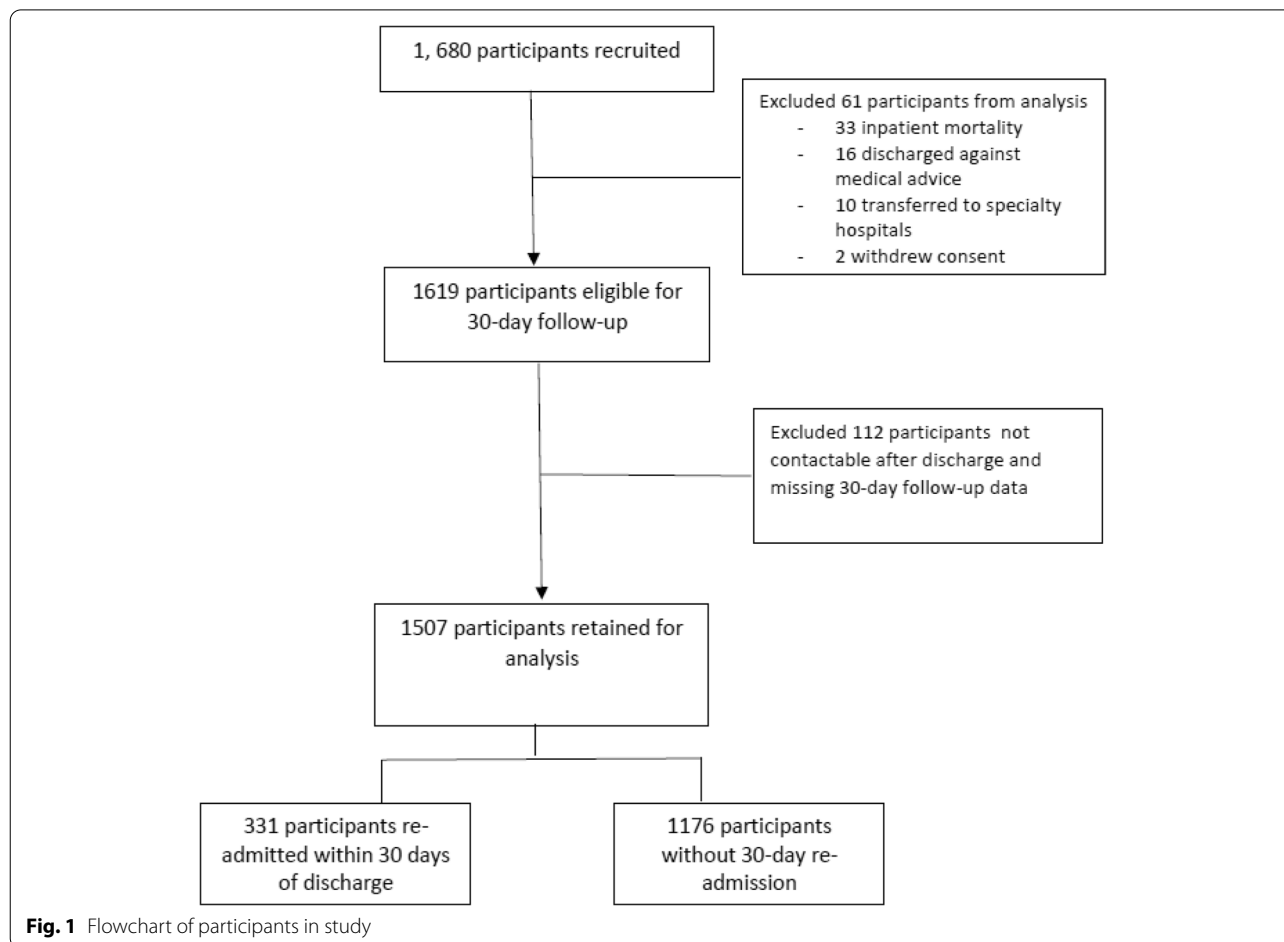 1, 680 participants recruited
Excluded 61 participants from analysis
- 33 inpatient mortality
- 16 discharged against
medical advice
- 10 transferred to specialty
hospitals
- 2 withdrew consent
1619 participants eligible for
30-day follow-up
Excluded 112 participants not
contactable after discharge and
missing 30-day follow-up data
1507 participants retained for
analysis
331 participants re-
admitted within 30 days
of discharge
1176 participants
without 30-day re-
admission
Fig. 1 Flowchart of participants in study